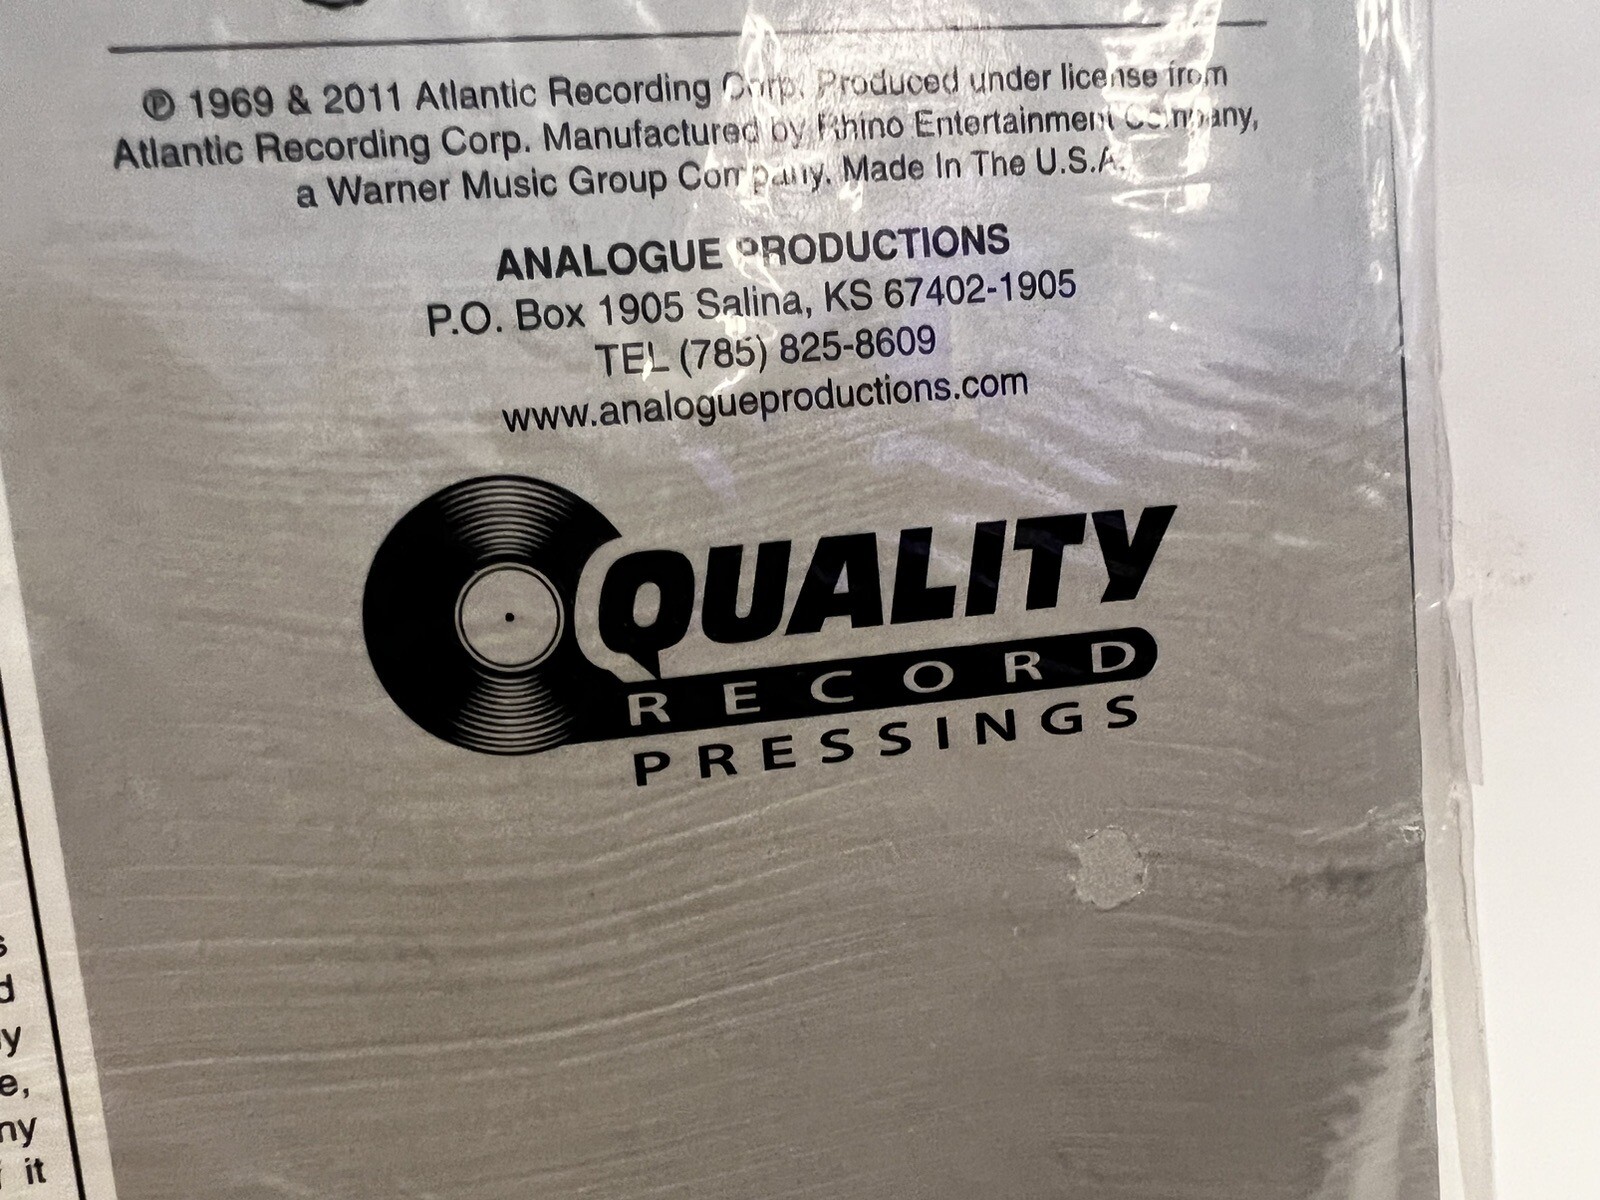 ℗ 1969 & 2011 Atlantic Recording Corp. Produced under license from
Atlantic Recording Corp. Manufactured by Rhino Entertainment Company,
a Warner Music Group Company. Made In The U.S.A.
ANALOGUE PRODUCTIONS
P.O. Box 1905 Salina, KS 67402-1905
TEL (785) 825-8609
www.analogueproductions.com
QUALITY
RECORD
PRESSINGS
it